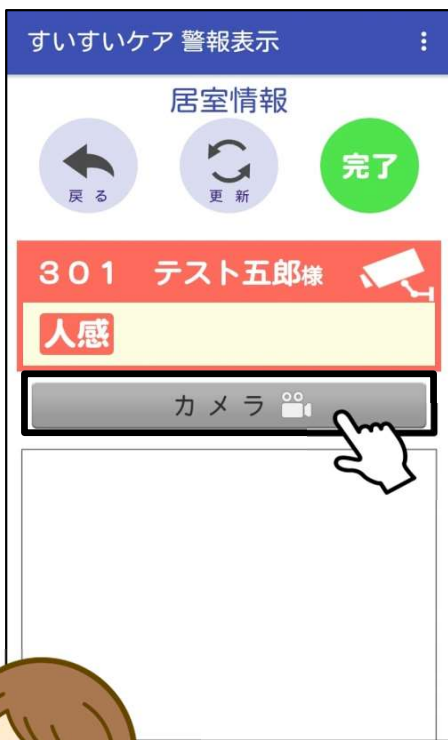 すいすいケア 警報表示
居室情報
戻る
更新
完了
３０１　テスト五郎様
人感
カメラ